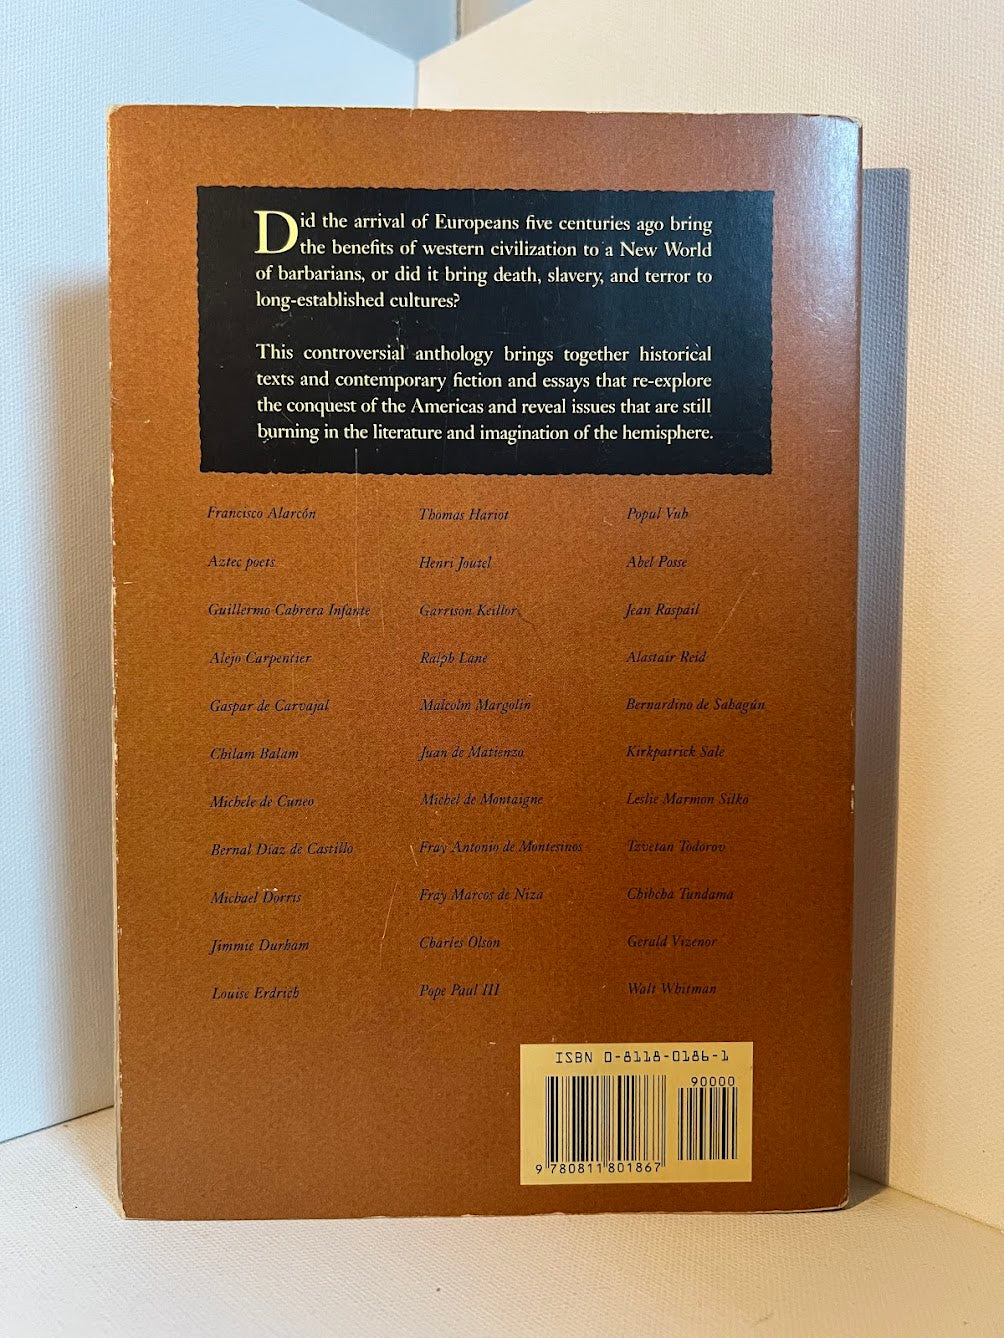 Did the arrival of Europeans five centuries ago bring
the benefits of western civilization to a New World
of barbarians, or did it bring death, slavery, and terror to
long-established cultures?
This controversial anthology brings together historical
texts and contemporary fiction and essays that re-explore
the conquest of the Americas and reveal issues that are still
burning in the literature and imagination of the hemisphere.
Francisco Alarcón
Aztec poets
Guillermo Cabrera Infante
Alejo Carpentier
Gaspar de Carvajal
Chilam Balam
Michele de Cuneo
Bernal Díaz de Castillo
Michael Dorris
Jimmie Durham
Louise Erdrich
Thomas Hariot
Henri Joutel
Garrison Keillor
Ralph Lane
Malcolm Margolin
Juan de Matienzo
Michel de Montaigne
Fray Antonio de Montesinos
Fray Marcos de Niza
Charles Olson
Pope Paul III
Popul Vuh
Abel Posse
Jean Raspail
Alastair Reid
Bernardino de Sahagún
Kirkpatrick Sale
Leslie Marmon Silko
Tzvetan Todorov
Chibcha Tundama
Gerald Vizenor
Walt Whitman
ISBN 0-8118-0186-1
90000
9 780811 801867